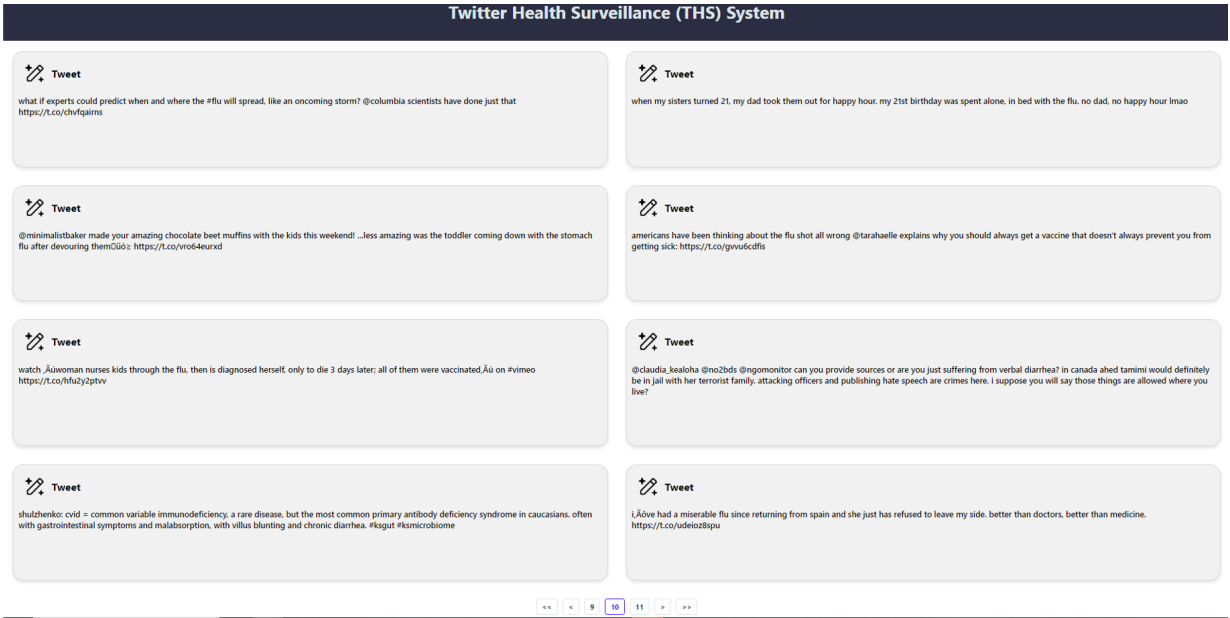 Twitter Health Surveillance (THS) System
Tweet
what if experts could predict when and where the #flu will spread, like an oncoming storm? @columbia scientists have done just that
https://t.co/chvfqairns
Tweet
when my sisters turned 21, my dad took them out for happy hour. my 21st birthday was spent alone, in bed with the flu. no dad, no happy hour lmao
Tweet
@minimalistbaker made your amazing chocolate beet muffins with the kids this weekend! ...less amazing was the toddler coming down with the stomach
flu after devouring them⎕üò≥ https://t.co/vro64eurxd
Tweet
americans have been thinking about the flu shot all wrong @tarahaelle explains why you should always get a vaccine that doesn't always prevent you from
getting sick: https://t.co/gvvu6cdfis
Tweet
watch ‚Äúwoman nurses kids through the flu, then is diagnosed herself, only to die 3 days later; all of them were vaccinated‚Äù on #vimeo
https://t.co/hfu2y2ptvv
Tweet
@claudia_kealoha @no2bds @ngomonitor can you provide sources or are you just suffering from verbal diarrhea? in canada ahed tamimi would definitely
be in jail with her terrorist family. attacking officers and publishing hate speech are crimes here. i suppose you will say those things are allowed where you
live?
Tweet
shulzhenko: cvid = common variable immunodeficiency, a rare disease, but the most common primary antibody deficiency syndrome in caucasians. often
with gastrointestinal symptoms and malabsorption, with villus blunting and chronic diarrhea. #ksgut #ksmicrobiome
Tweet
i‚Äôve had a miserable flu since returning from spain and she just has refused to leave my side. better than doctors, better than medicine.
https://t.co/udeioz8spu
<< < 9 10 11 > >>